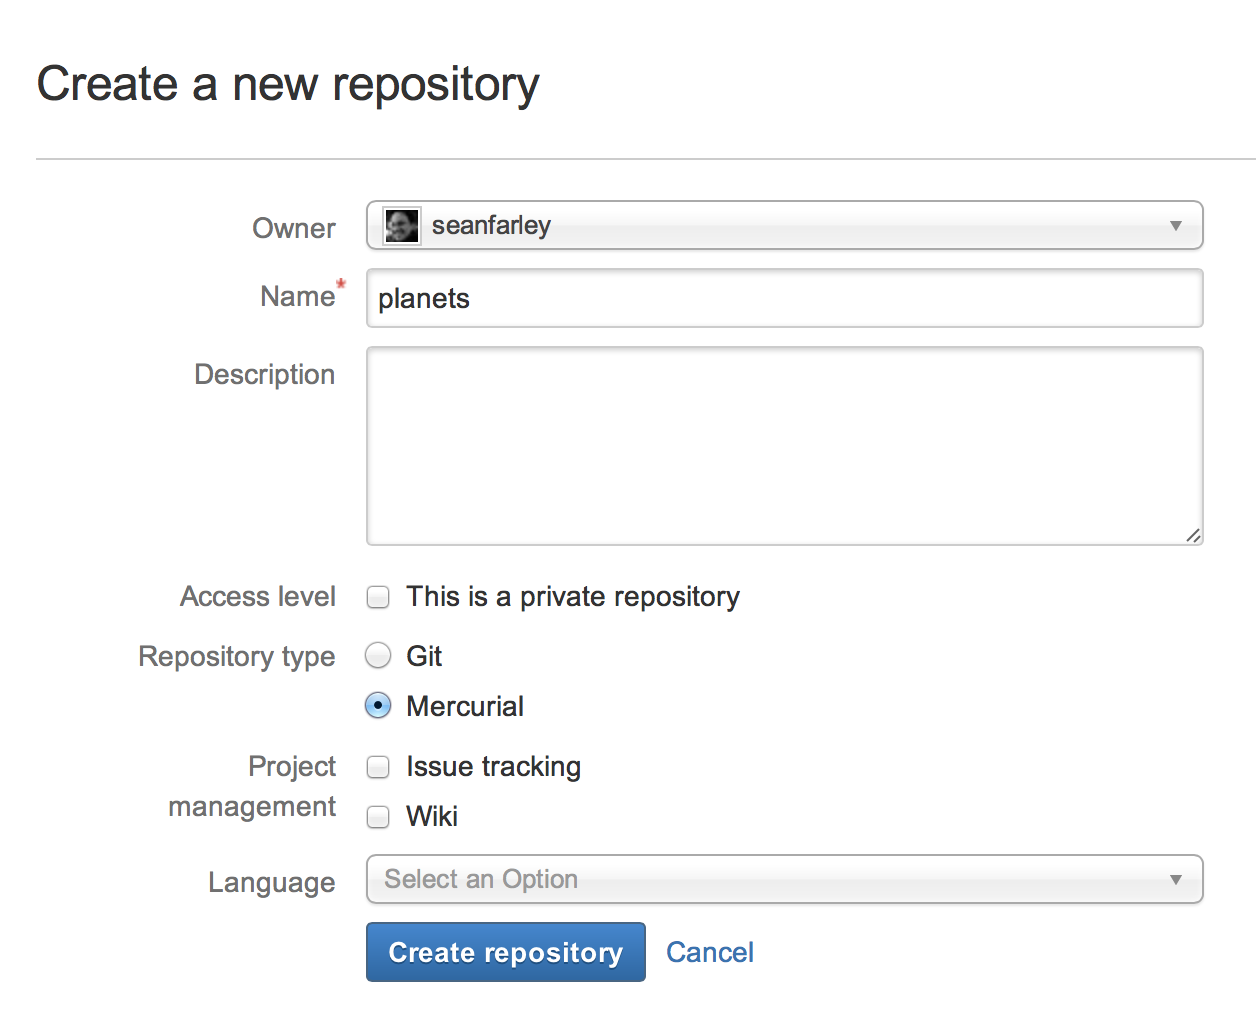 Create a new repository
Owner seanfarley
Name* planets
Description
Access level This is a private repository
Repository type Git
Mercurial
Project management Issue tracking
Wiki
Language Select an Option
Create repository Cancel